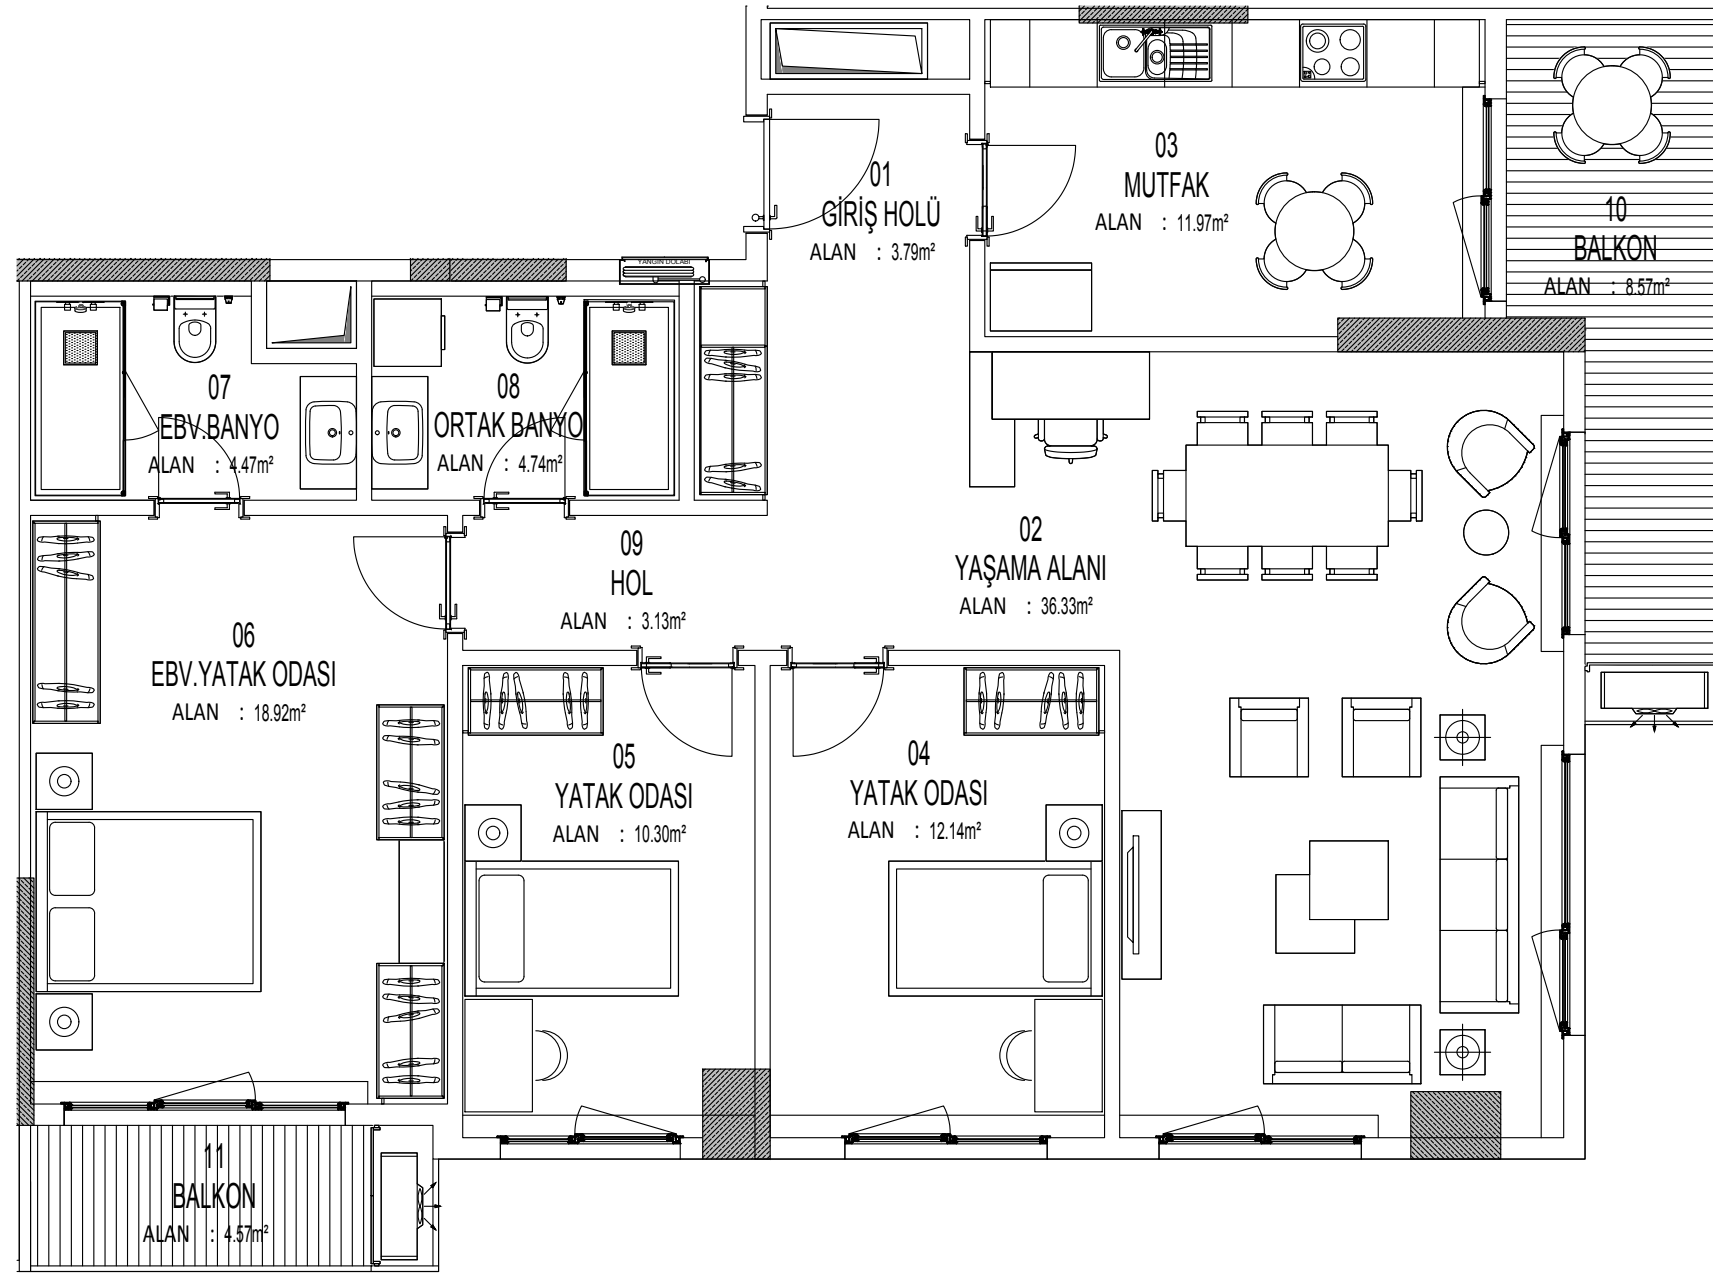 01
GİRİŞ HOLÜ
ALAN : 3.79m²
03
MUTFAK
ALAN : 11.97m²
10
BALKON
ALAN : 8.57m²
YANGIN DOLABI
07
EBV.BANYO
ALAN : 4.47m²
08
ORTAK BANYO
ALAN : 4.74m²
09
HOL
ALAN : 3.13m²
02
YAŞAMA ALANI
ALAN : 36.33m²
06
EBV.YATAK ODASI
ALAN : 18.92m²
05
YATAK ODASI
ALAN : 10.30m²
04
YATAK ODASI
ALAN : 12.14m²
11
BALKON
ALAN : 4.57m²